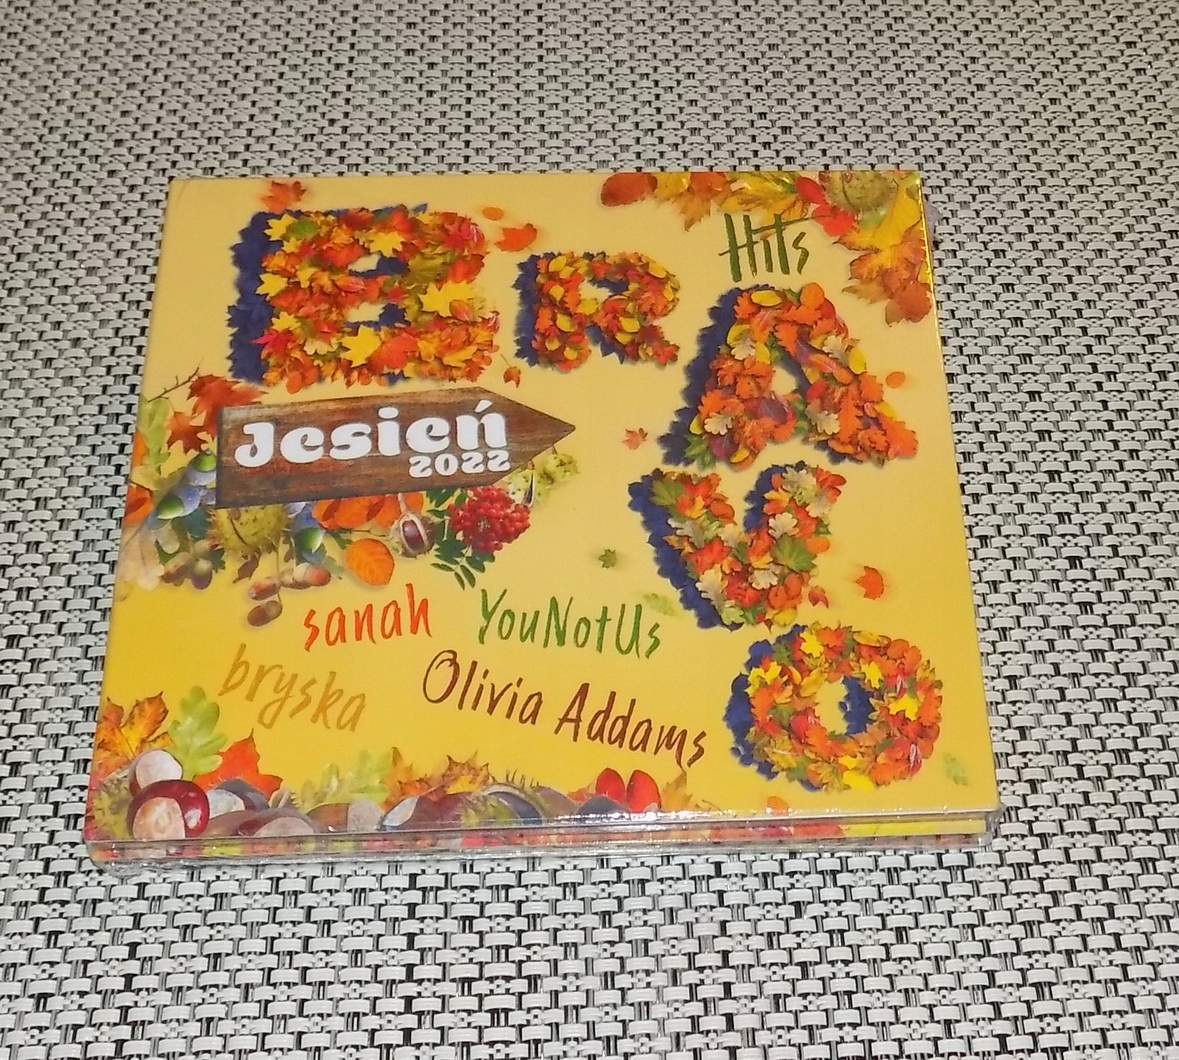 BrAVO
Hits
Jesień
2022
sanah YouNotUs
bryska Olivia Addams